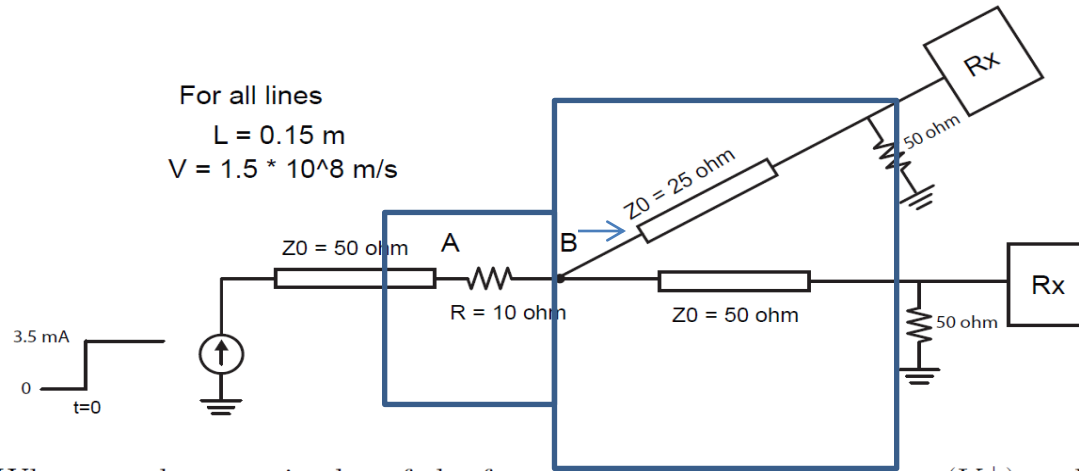 For all lines
L = 0.15 m
V = 1.5 * 10^8 m/s
Rx
50 ohm
Z0 = 25 ohm
Z0 = 50 ohm
A
B
R = 10 ohm
Z0 = 50 ohm
50 ohm
Rx
3.5 mA
0
t=0